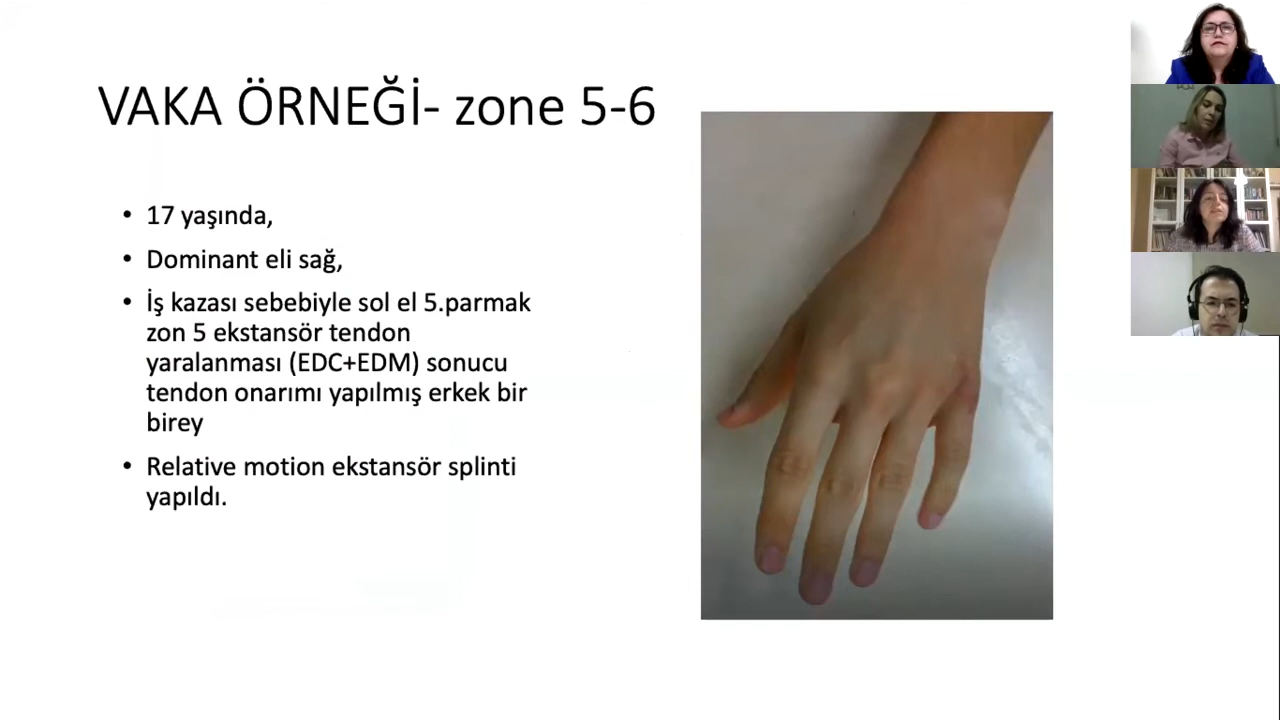 VAKA ÖRNEĞİ- zone 5-6
• 17 yaşında,
• Dominant eli sağ,
• İş kazası sebebiyle sol el 5.parmak
zon 5 ekstansör tendon
yaralanması (EDC+EDM) sonucu
tendon onarımı yapılmış erkek bir
birey
• Relative motion ekstansör splinti
yapıldı.